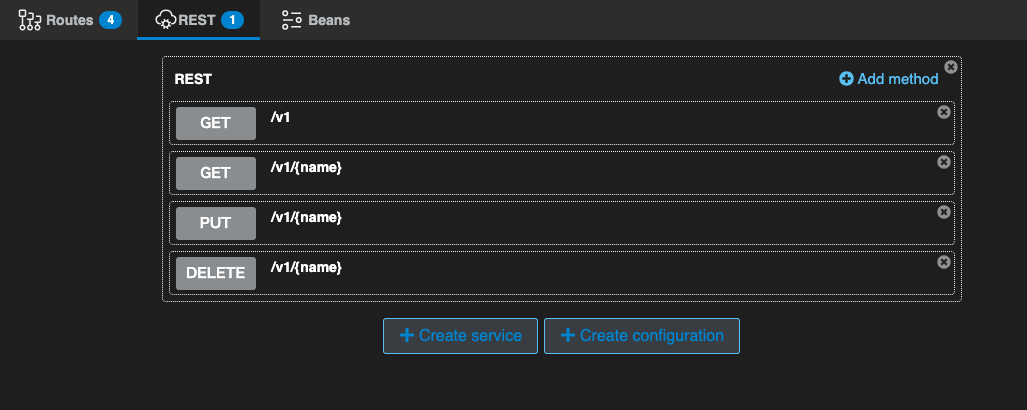 Routes 4 REST 1 Beans
REST Add method
GET /v1
GET /v1/{name}
PUT /v1/{name}
DELETE /v1/{name}
Create service Create configuration